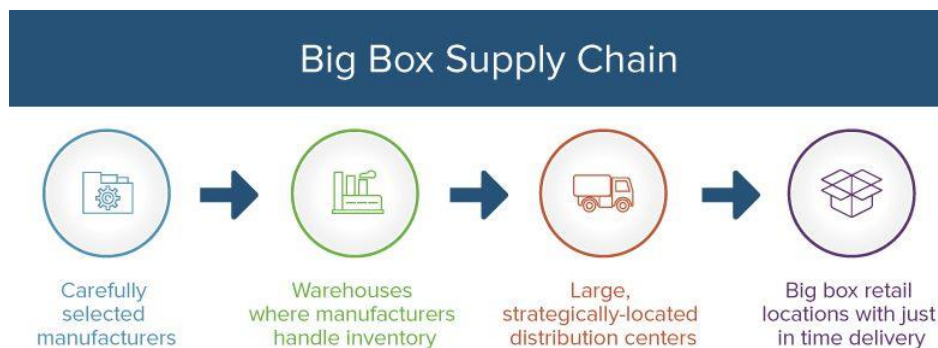 Big Box Supply Chain
Carefully
selected
manufacturers
Warehouses
where manufacturers
handle inventory
Large,
strategically-located
distribution centers
Big box retail
locations with just
in time delivery